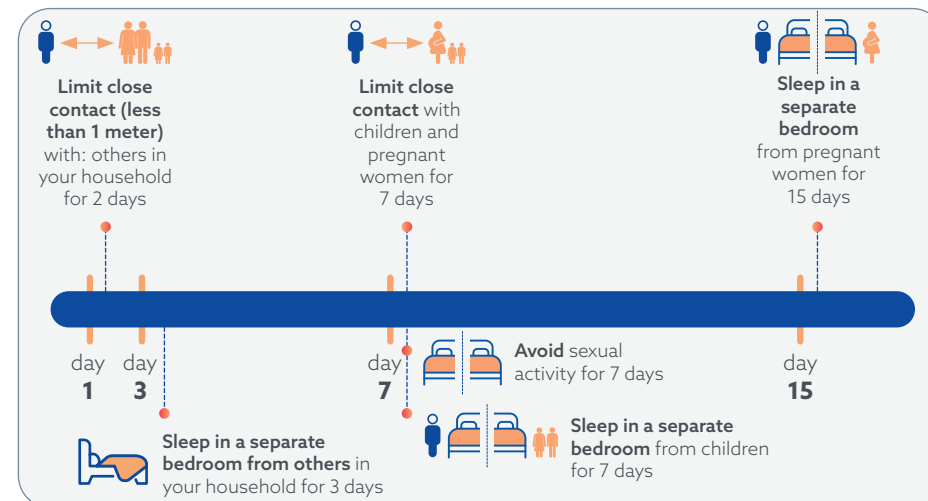 Limit close
contact (less
than 1 meter)
with: others in
your household
for 2 days
Limit close
contact with
children and
pregnant
women for
7 days
Sleep in a
separate
bedroom
from pregnant
women for
15 days
day
1
day
3
day
7
day
15
Avoid sexual
activity for 7 days
Sleep in a separate
bedroom from others in
your household for 3 days
Sleep in a separate
bedroom from children
for 7 days